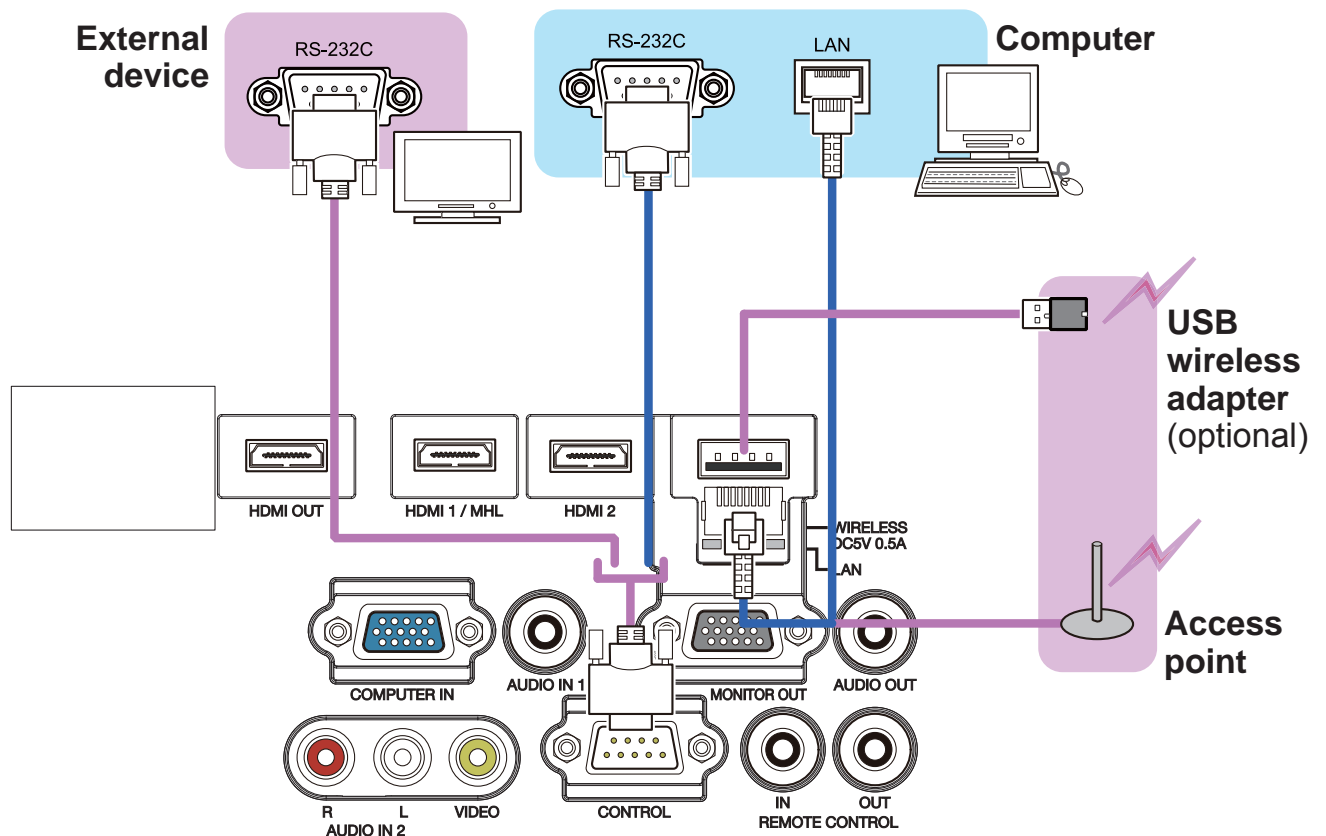 External
device
RS-232C
RS-232C
LAN
Computer
USB
wireless
adapter
(optional)
HDMI OUT
HDMI 1 / MHL
HDMI 2
WIRELESS
DC5V 0.5A
LAN
Access
point
COMPUTER IN
AUDIO IN 1
MONITOR OUT
AUDIO OUT
R
L
VIDEO
AUDIO IN 2
CONTROL
IN
OUT
REMOTE CONTROL